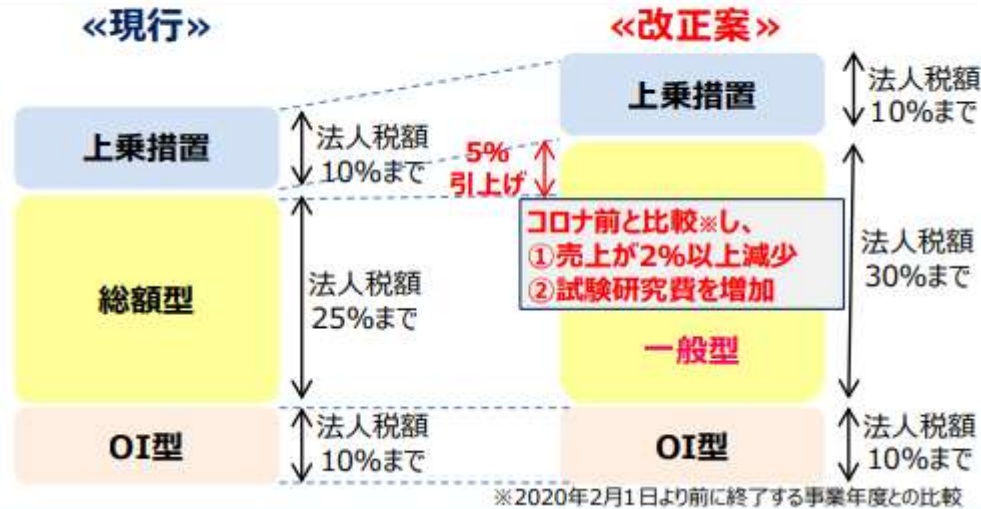 ≪現行≫
上乗措置
法人税額
10%まで
総額型
法人税額
25%まで
OI型
法人税額
10%まで
≪改正案≫
上乗措置
法人税額
10%まで
5%
引上げ
コロナ前と比較※し、
①売上が2%以上減少
②試験研究費を増加
一般型
法人税額
30%まで
OI型
法人税額
10%まで
※2020年2月1日より前に終了する事業年度との比較